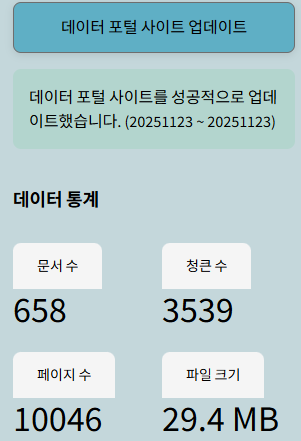 데이터 포털 사이트 업데이트
데이터 포털 사이트를 성공적으로 업데
이트했습니다. (20251123 ~ 20251123)
데이터 통계
문서 수
청큰 수
658
3539
페이지 수
파일 크기
10046
29.4 MB